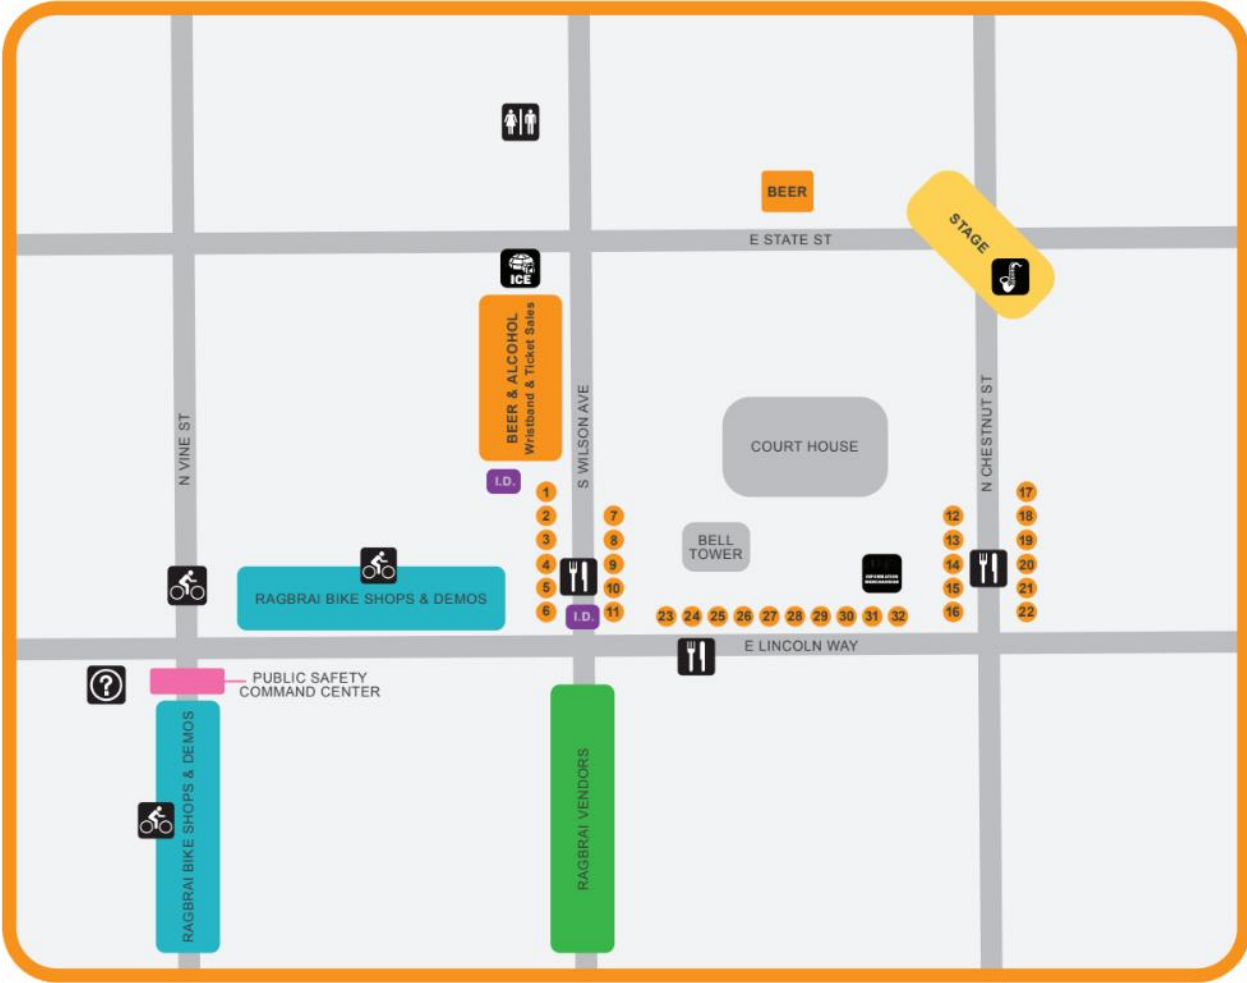 BEER
E STATE ST
STAGE
ICE
BEER & ALCOHOL
Wristband & Ticket Sales
S WILSON AVE
N VINE ST
N CHESTNUT ST
COURT HOUSE
I.D.
1
2
3
4
5
6
7
8
9
10
11
BELL
TOWER
12
13
14
15
16
17
18
19
20
21
22
RAGBRAI BIKE SHOPS & DEMOS
I.D.
23 24 25 26 27 28 29 30 31 32
E LINCOLN WAY
?
PUBLIC SAFETY
COMMAND CENTER
RAGBRAI BIKE SHOPS & DEMOS
RAGBRAI VENDORS